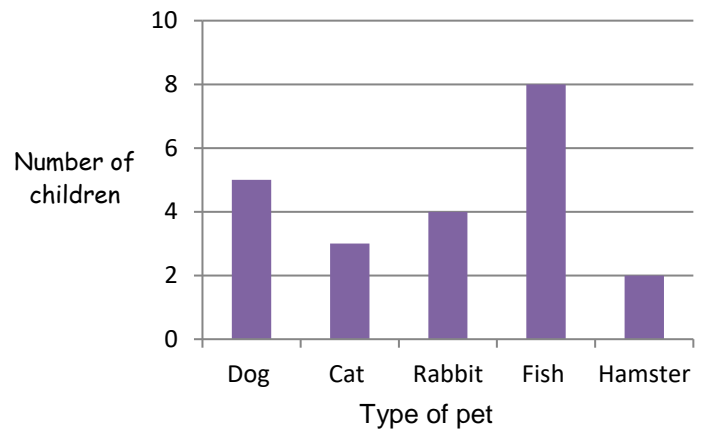 10
8
6
4
2
0
Number of
children
Dog Cat Rabbit Fish Hamster
Type of pet